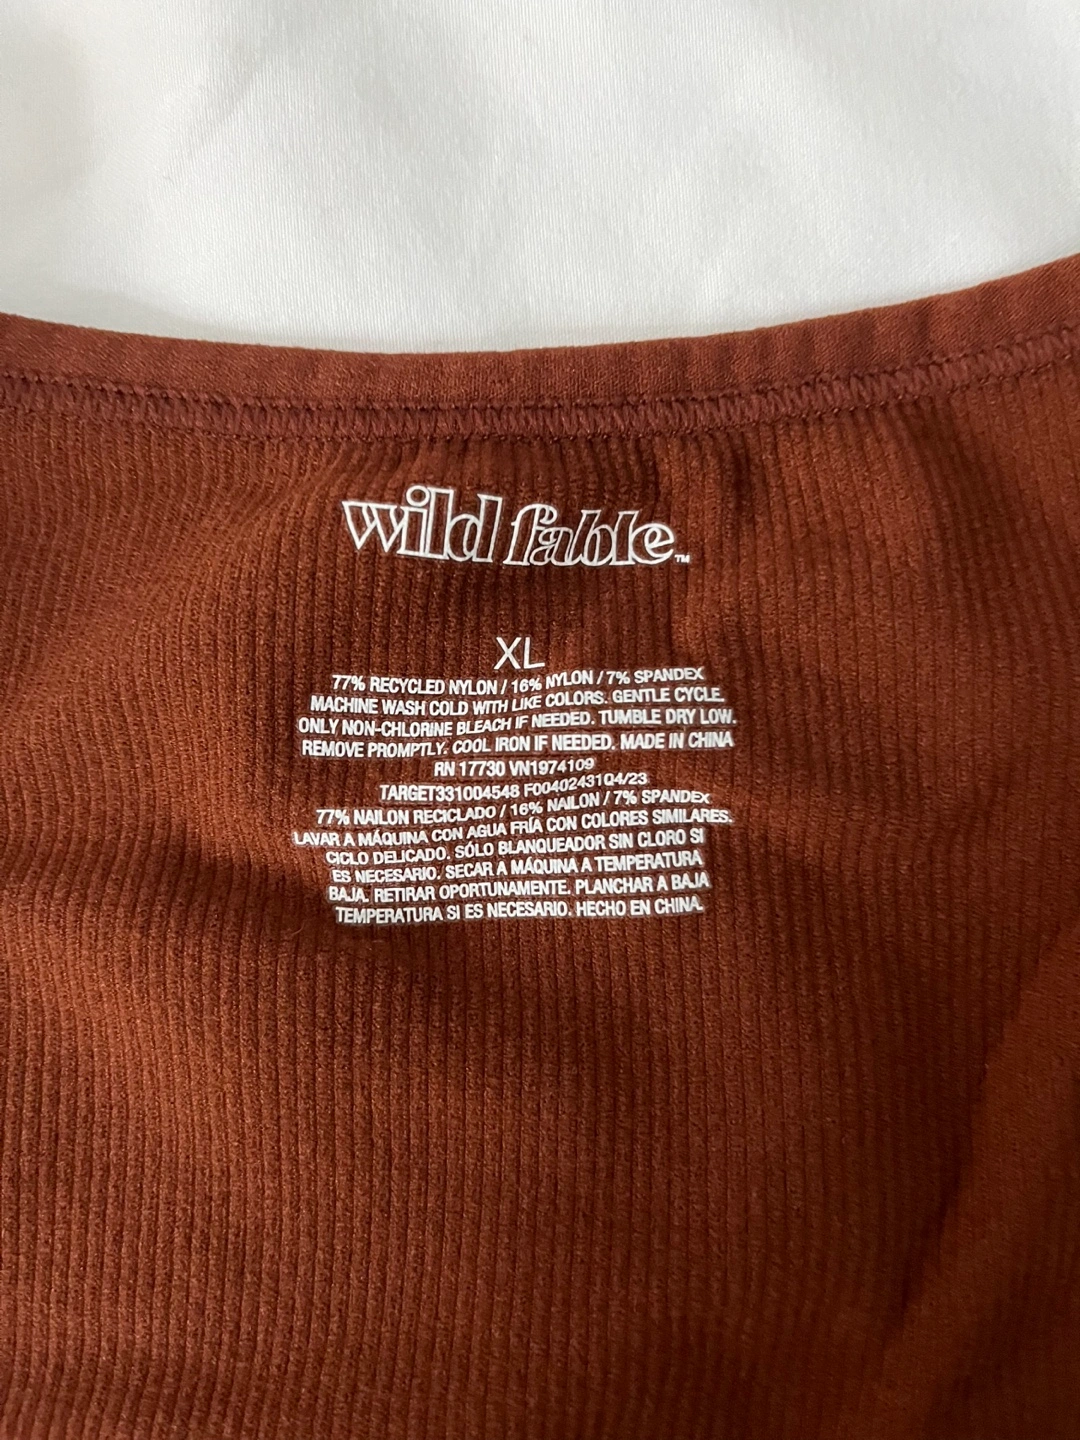 wild fable™
XL
77% RECYCLED NYLON / 16% NYLON / 7% SPANDEX
MACHINE WASH COLD WITH LIKE COLORS. GENTLE CYCLE.
ONLY NON-CHLORINE BLEACH IF NEEDED. TUMBLE DRY LOW.
REMOVE PROMPTLY. COOL IRON IF NEEDED. MADE IN CHINA
RN 17730 VN1974109
TARGET331004548 F004024310 4/23
77% NAILON RECICLADO / 16% NAILON / 7% SPANDEX
LAVAR A MÁQUINA CON AGUA FRÍA CON COLORES SIMILARES.
CICLO DELICADO. SÓLO BLANQUEADOR SIN CLORO SI
ES NECESARIO. SECAR A MÁQUINA A TEMPERATURA
BAJA. RETIRAR OPORTUNAMENTE. PLANCHAR A BAJA
TEMPERATURA SI ES NECESARIO. HECHO EN CHINA.